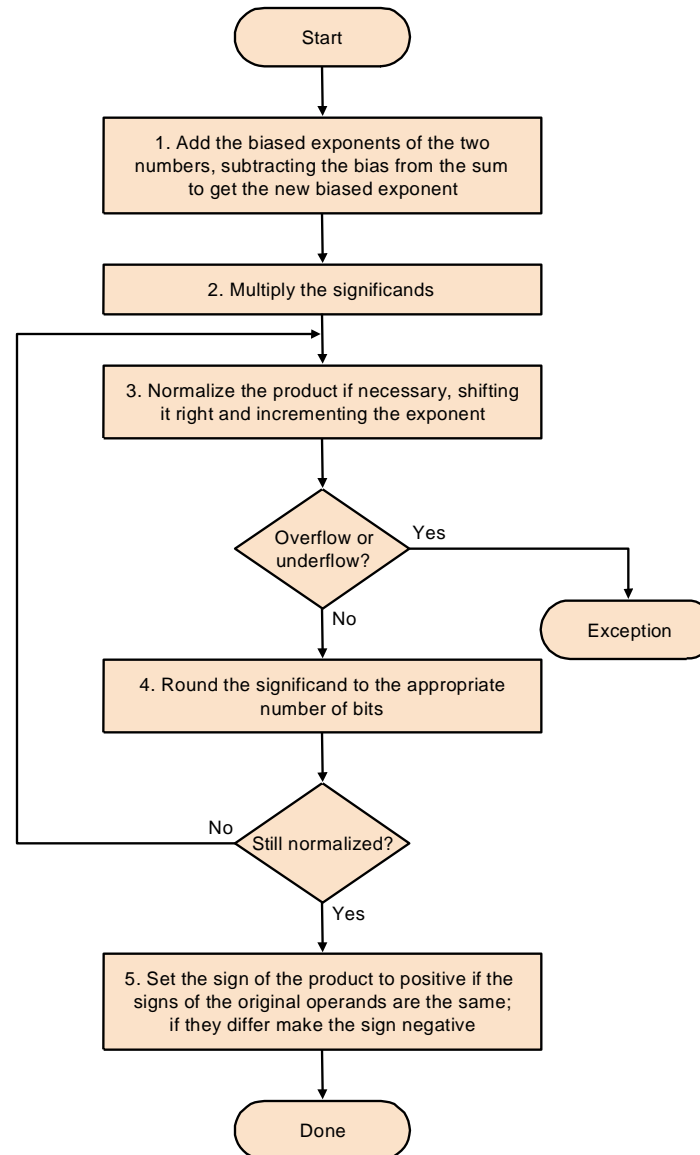 Start
1. Add the biased exponents of the two
numbers, subtracting the bias from the sum
to get the new biased exponent
2. Multiply the significands
3. Normalize the product if necessary, shifting
it right and incrementing the exponent
Overflow or
underflow?
Yes
No
Exception
4. Round the significand to the appropriate
number of bits
No
Still normalized?
Yes
5. Set the sign of the product to positive if the
signs of the original operands are the same;
if they differ make the sign negative
Done